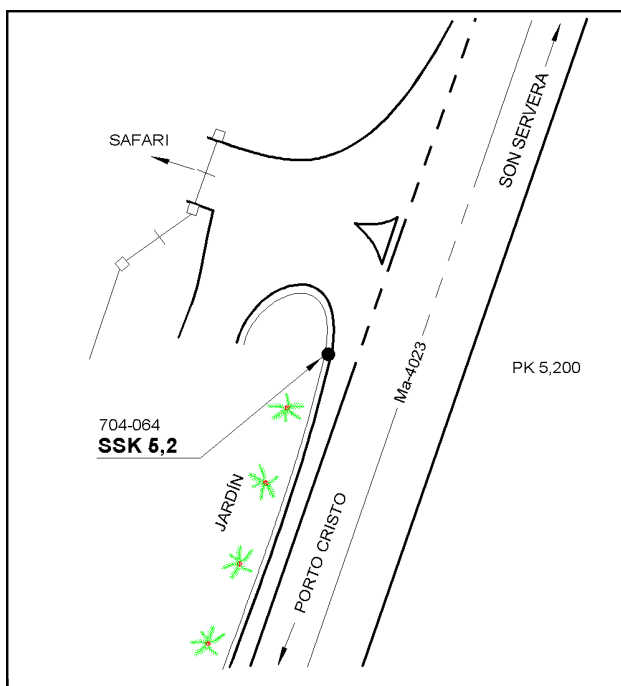 SAFARI
SON SERVERA
Ma-4023
PK 5,200
704-064
SSK 5,2
JARDÍN
PORTO CRISTO